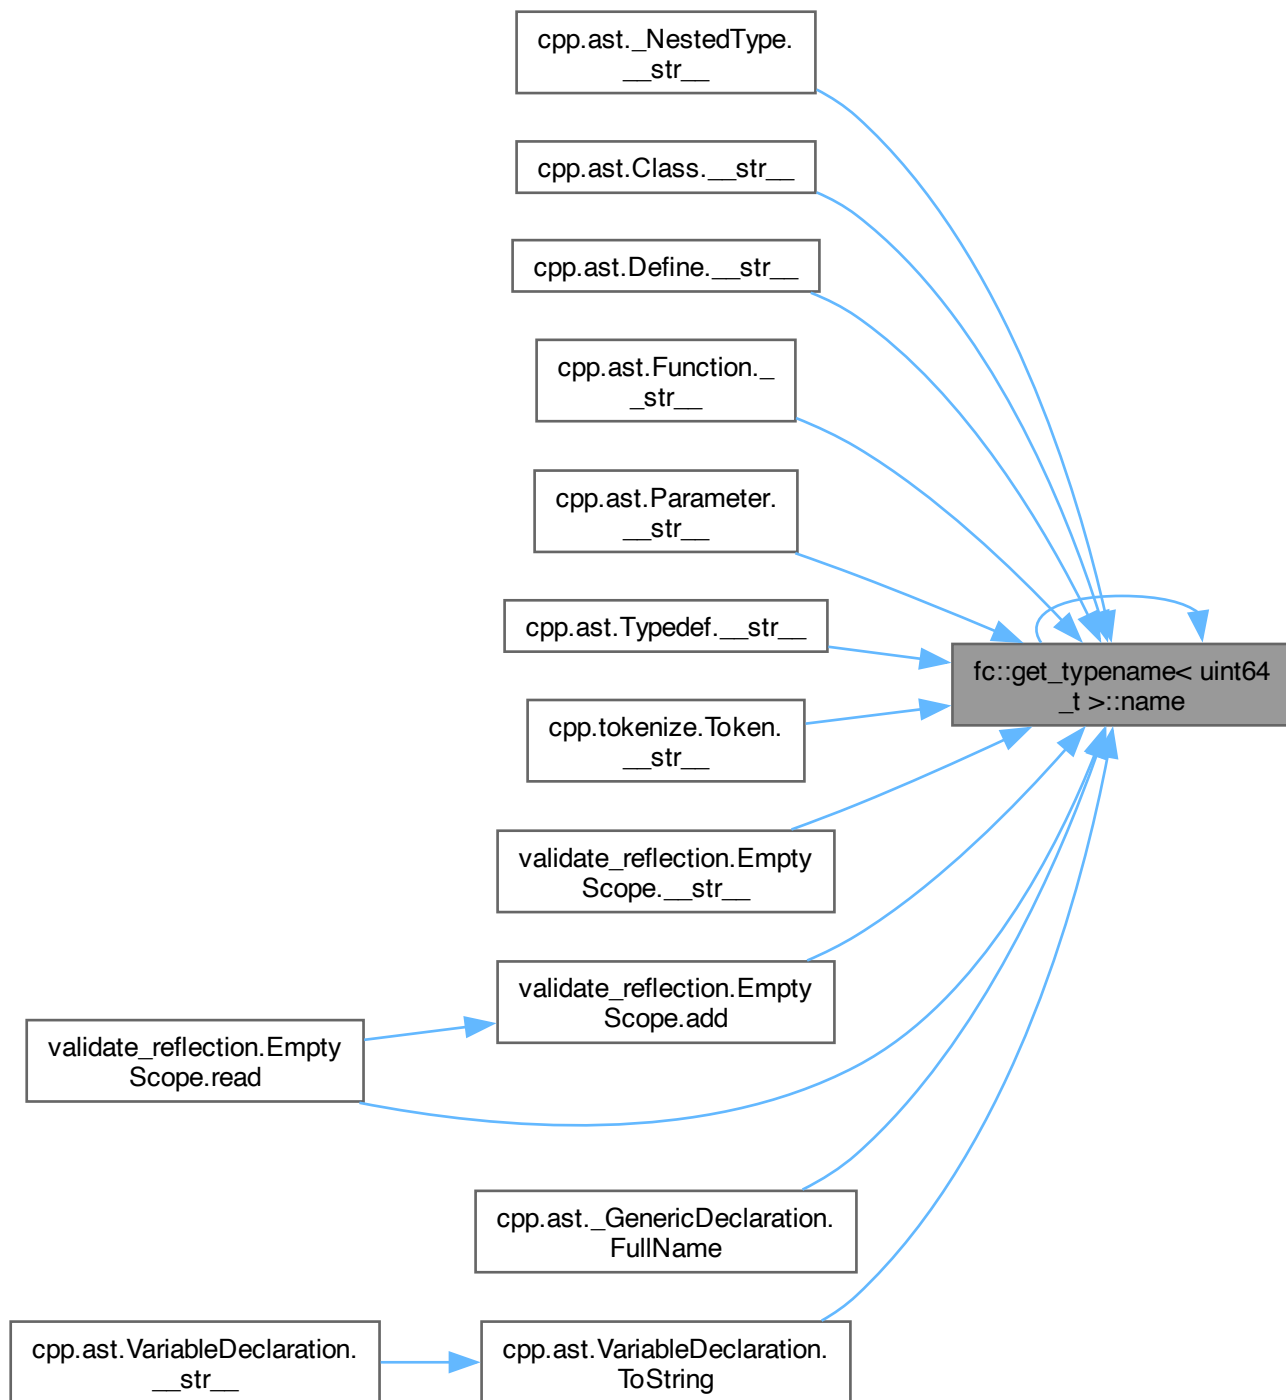 cpp.ast._NestedType.
__str__
cpp.ast.Class.__str__
cpp.ast.Define.__str__
cpp.ast.Function._
_str__
cpp.ast.Parameter.
__str__
cpp.ast.Typedef.__str__
fc::get_typename< uint64
_t >::name
cpp.tokenize.Token.
__str__
validate_reflection.Empty
Scope.__str__
validate_reflection.Empty
Scope.add
validate_reflection.Empty
Scope.read
cpp.ast._GenericDeclaration.
FullName
cpp.ast.VariableDeclaration.
__str__
cpp.ast.VariableDeclaration.
ToString